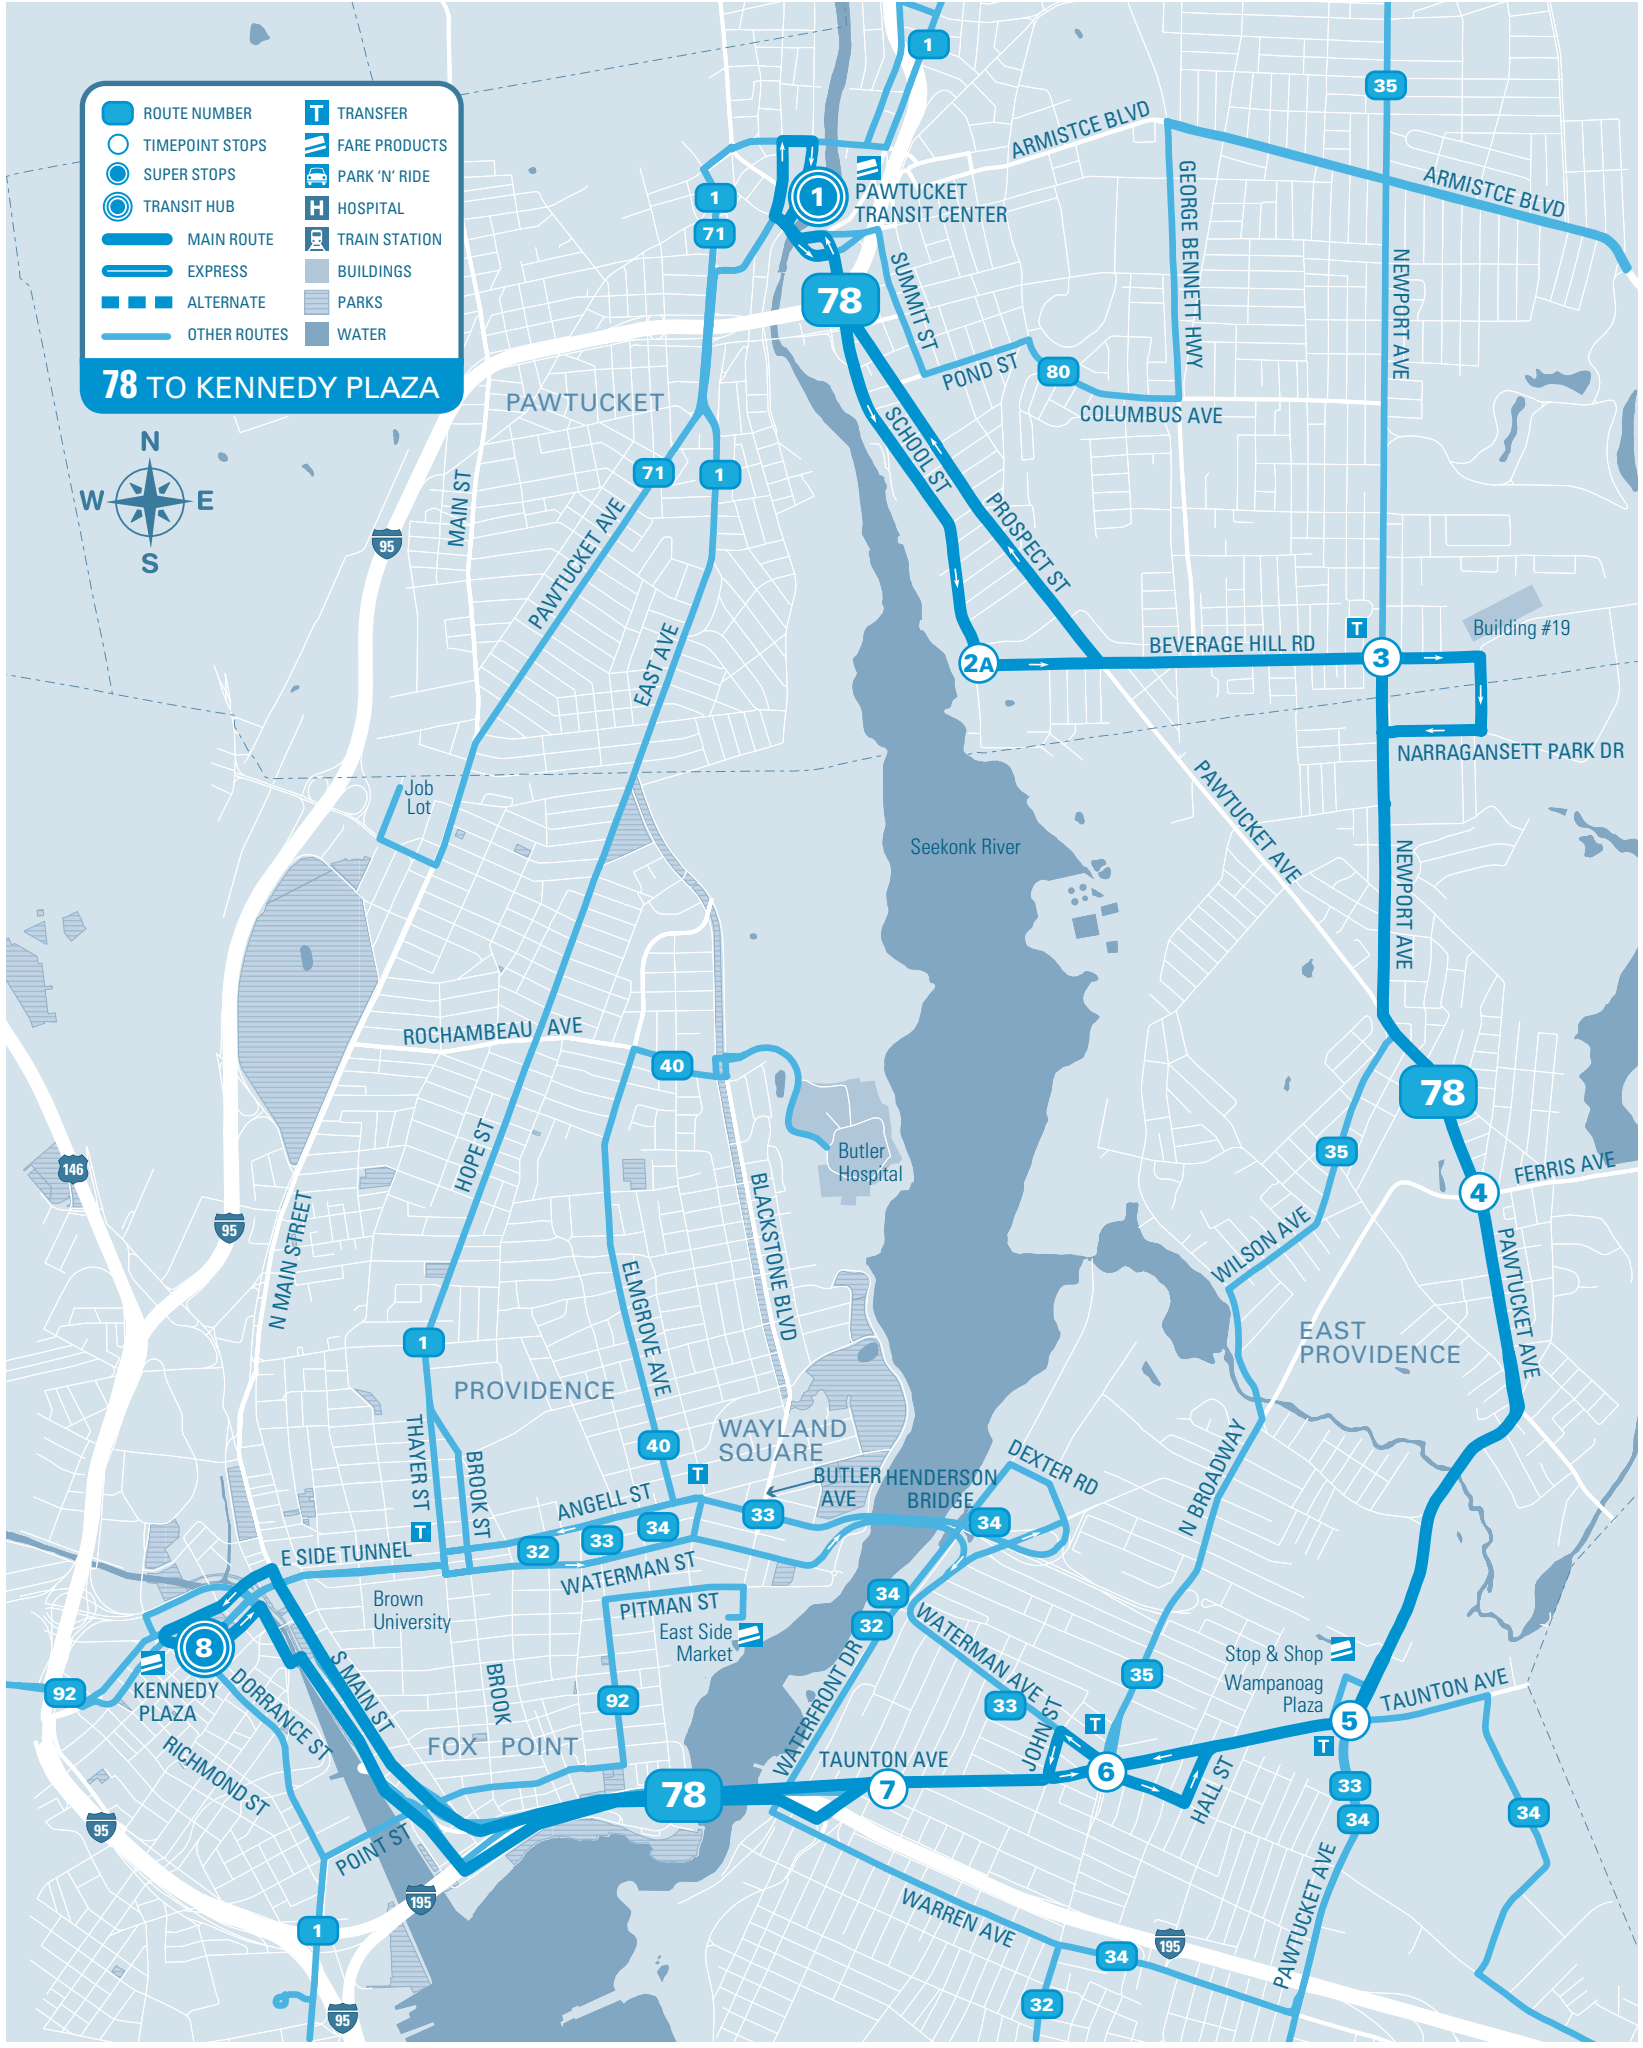 ROUTE NUMBER
TIMEPOINT STOPS
SUPER STOPS
TRANSIT HUB
MAIN ROUTE
EXPRESS
ALTERNATE
OTHER ROUTES
T TRANSFER
FARE PRODUCTS
PARK 'N' RIDE
H HOSPITAL
TRAIN STATION
BUILDINGS
PARKS
WATER
78 TO KENNEDY PLAZA
N
W E
S
1
35
ARMISTCE BLVD
ARMISTCE BLVD
GEORGE BENNETT HWY
NEWPORT AVE
1
71
1
PAWTUCKET
TRANSIT CENTER
78
SUMMIT ST
POND ST
80
COLUMBUS AVE
PAWTUCKET
SCHOOL ST
PROSPECT ST
71
1
MAIN ST
95
PAWTUCKET AVE
EAST AVE
2A
BEVERAGE HILL RD
T
3
Building #19
NARRAGANSETT PARK DR
PAWTUCKET AVE
NEWPORT AVE
Job
Lot
Seekonk River
ROCHAMBEAU AVE
40
78
Butler
Hospital
HOPE ST
35
FERRIS AVE
4
146
95
N MAIN STREET
BLACKSTONE BLVD
WILSON AVE
PAWTUCKET AVE
ELMGROVE AVE
1
EAST
PROVIDENCE
PROVIDENCE
WAYLAND
SQUARE
THAYER ST
BROOK ST
40
T
BUTLER
AVE
HENDERSON
BRIDGE
DEXTER RD
N BROADWAY
ANGELL ST
33
34
T
32
33
34
E SIDE TUNNEL
WATERMAN ST
Brown
University
PITMAN ST
East Side
Market
34
32
WATERMAN AVE
WATERFRONT DR
8
KENNEDY
PLAZA
92
DORRANCE ST
S MAIN ST
BROOK
92
Stop & Shop
Wampanoag
Plaza
35
TAUNTON AVE
5
T
33
JOHN ST
T
RICHMOND ST
FOX POINT
TAUNTON AVE
78
7
6
HALL ST
33
34
34
95
POINT ST
195
1
WARREN AVE
34
195
PAWTUCKET AVE
32
95